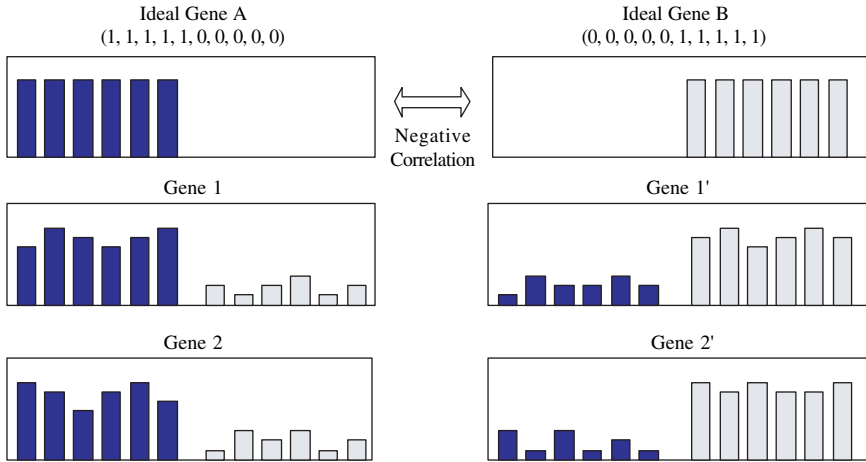 Ideal Gene A
(1, 1, 1, 1, 1, 0, 0, 0, 0, 0)
Ideal Gene B
(0, 0, 0, 0, 0, 1, 1, 1, 1, 1)
Negative
Correlation
Gene 1
Gene 1'
Gene 2
Gene 2'